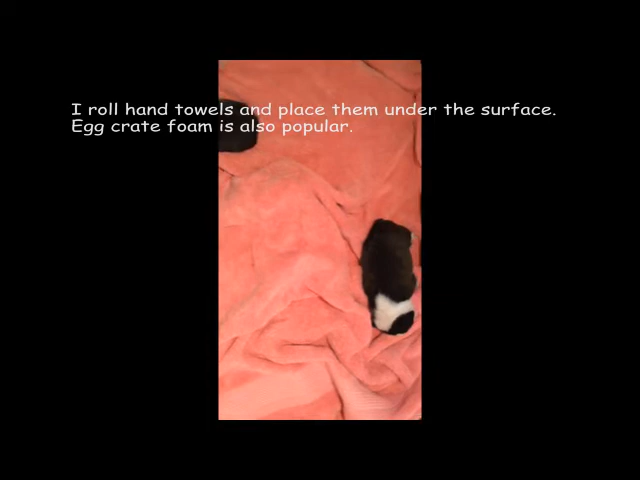 I roll hand towels and place them under the surface.
Egg crate foam is also popular.